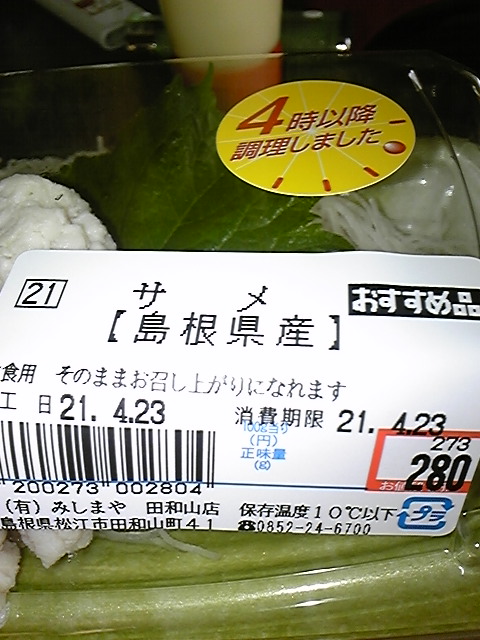 4時以降
調理しました
21 サメ おすすめ品
【島根県産】
食用 そのままお召し上がりになれます
工日 21. 4.23 消費期限 21. 4.23
100g当り
(円)
正味量
(g)
273
280
200273 002804
(有)みしまや 田和山店 保存温度10℃以下
島根県松江市田和山町41 ☎0852-24-6700
プラ